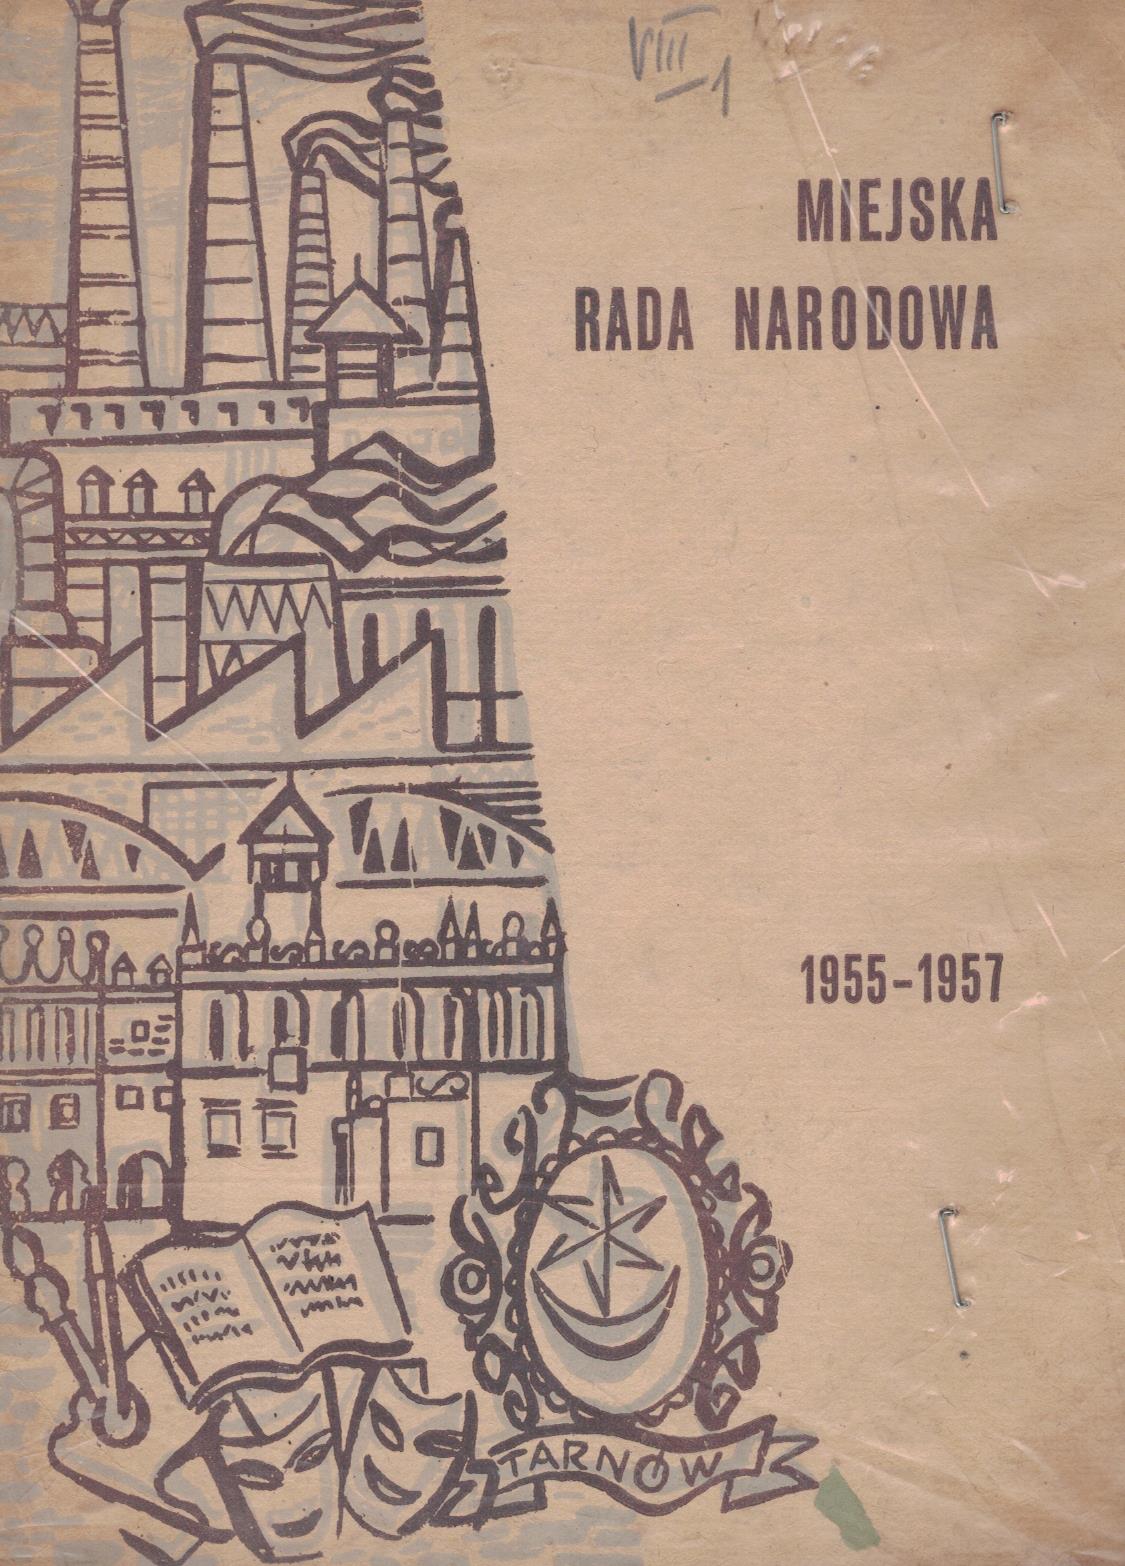 VIII
1
MIEJSKA
RADA NARODOWA
1955-1957
TARNÓW